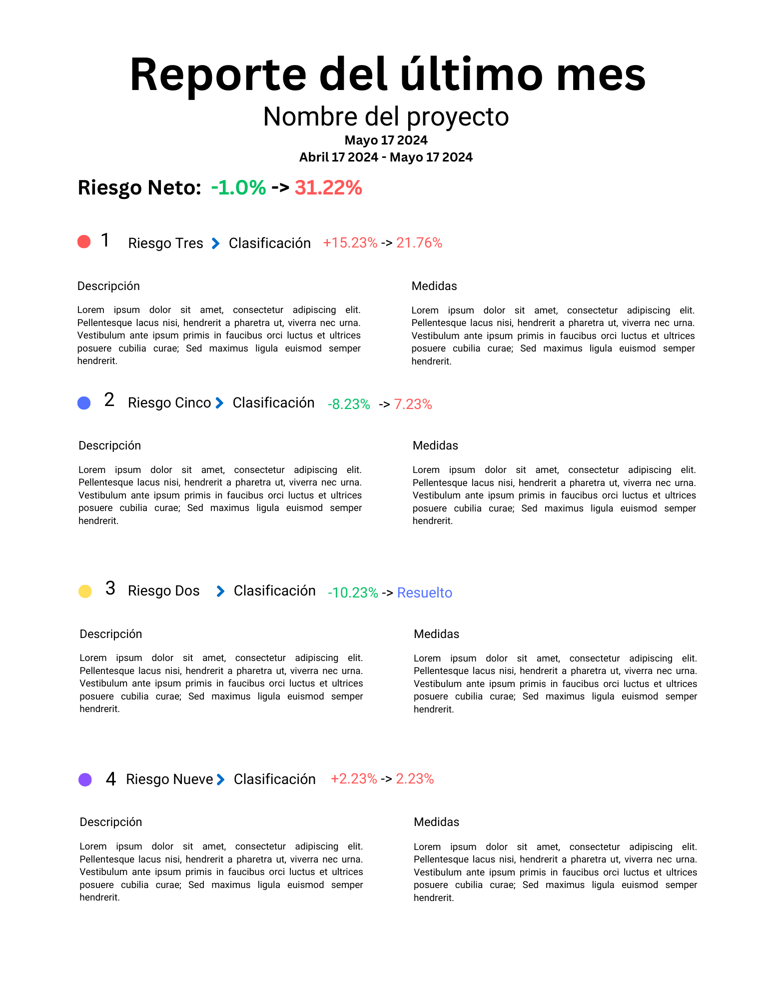 Reporte del último mes
Nombre del proyecto
Mayo 17 2024
Abril 17 2024 - Mayo 17 2024
Riesgo Neto: -1.0% -> 31.22%
1 Riesgo Tres Clasificación +15.23% -> 21.76%
Descripción
Lorem ipsum dolor sit amet, consectetur adipiscing elit.
Pellentesque lacus nisi, hendrerit a pharetra ut, viverra nec urna.
Vestibulum ante ipsum primis in faucibus orci luctus et ultrices
posuere cubilia curae; Sed maximus ligula euismod semper
hendrerit.
Medidas
Lorem ipsum dolor sit amet, consectetur adipiscing elit.
Pellentesque lacus nisi, hendrerit a pharetra ut, viverra nec urna.
Vestibulum ante ipsum primis in faucibus orci luctus et ultrices
posuere cubilia curae; Sed maximus ligula euismod semper
hendrerit.
2 Riesgo Cinco Clasificación -8.23% -> 7.23%
Descripción
Lorem ipsum dolor sit amet, consectetur adipiscing elit.
Pellentesque lacus nisi, hendrerit a pharetra ut, viverra nec urna.
Vestibulum ante ipsum primis in faucibus orci luctus et ultrices
posuere cubilia curae; Sed maximus ligula euismod semper
hendrerit.
Medidas
Lorem ipsum dolor sit amet, consectetur adipiscing elit.
Pellentesque lacus nisi, hendrerit a pharetra ut, viverra nec urna.
Vestibulum ante ipsum primis in faucibus orci luctus et ultrices
posuere cubilia curae; Sed maximus ligula euismod semper
hendrerit.
3 Riesgo Dos Clasificación -10.23% -> Resuelto
Descripción
Lorem ipsum dolor sit amet, consectetur adipiscing elit.
Pellentesque lacus nisi, hendrerit a pharetra ut, viverra nec urna.
Vestibulum ante ipsum primis in faucibus orci luctus et ultrices
posuere cubilia curae; Sed maximus ligula euismod semper
hendrerit.
Medidas
Lorem ipsum dolor sit amet, consectetur adipiscing elit.
Pellentesque lacus nisi, hendrerit a pharetra ut, viverra nec urna.
Vestibulum ante ipsum primis in faucibus orci luctus et ultrices
posuere cubilia curae; Sed maximus ligula euismod semper
hendrerit.
4 Riesgo Nueve Clasificación +2.23% -> 2.23%
Descripción
Lorem ipsum dolor sit amet, consectetur adipiscing elit.
Pellentesque lacus nisi, hendrerit a pharetra ut, viverra nec urna.
Vestibulum ante ipsum primis in faucibus orci luctus et ultrices
posuere cubilia curae; Sed maximus ligula euismod semper
hendrerit.
Medidas
Lorem ipsum dolor sit amet, consectetur adipiscing elit.
Pellentesque lacus nisi, hendrerit a pharetra ut, viverra nec urna.
Vestibulum ante ipsum primis in faucibus orci luctus et ultrices
posuere cubilia curae; Sed maximus ligula euismod semper
hendrerit.